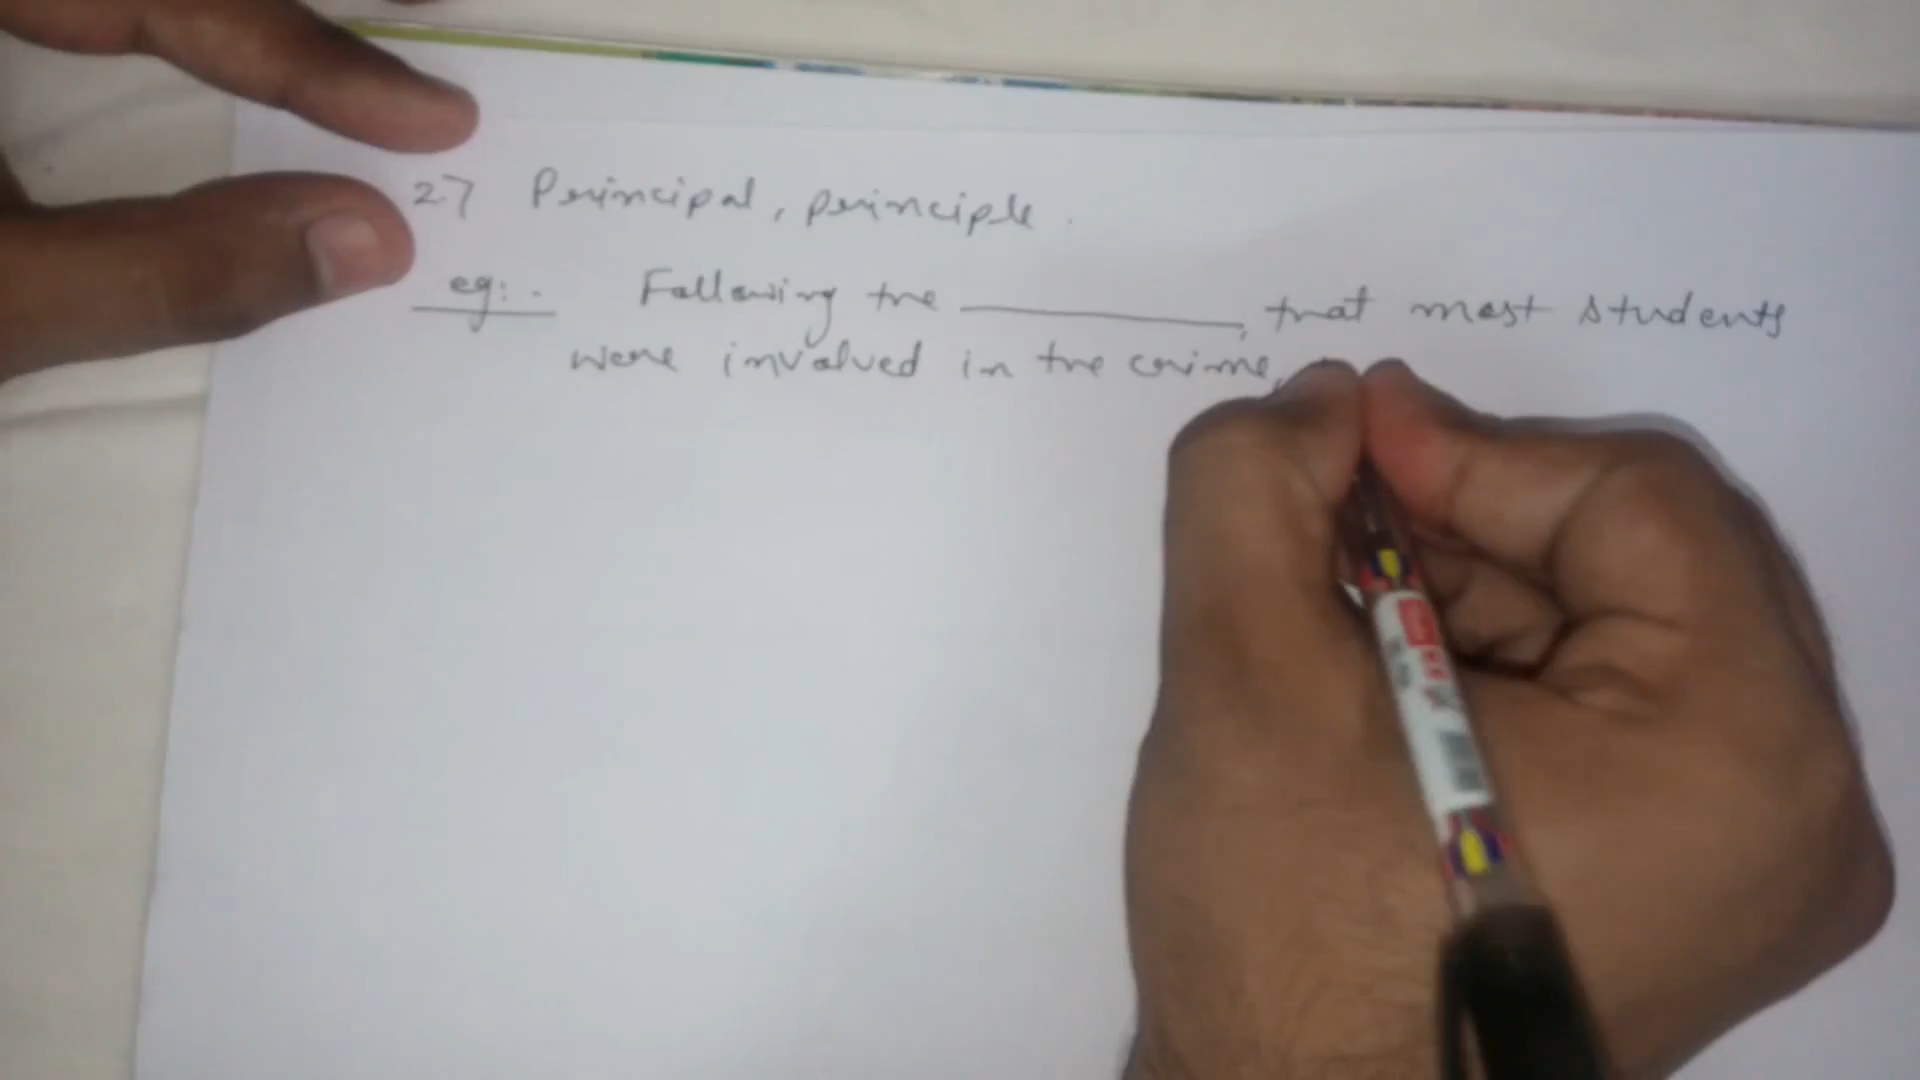 27 Principal, principle.
eg:. Following the ________, that most students
were involved in the crime,